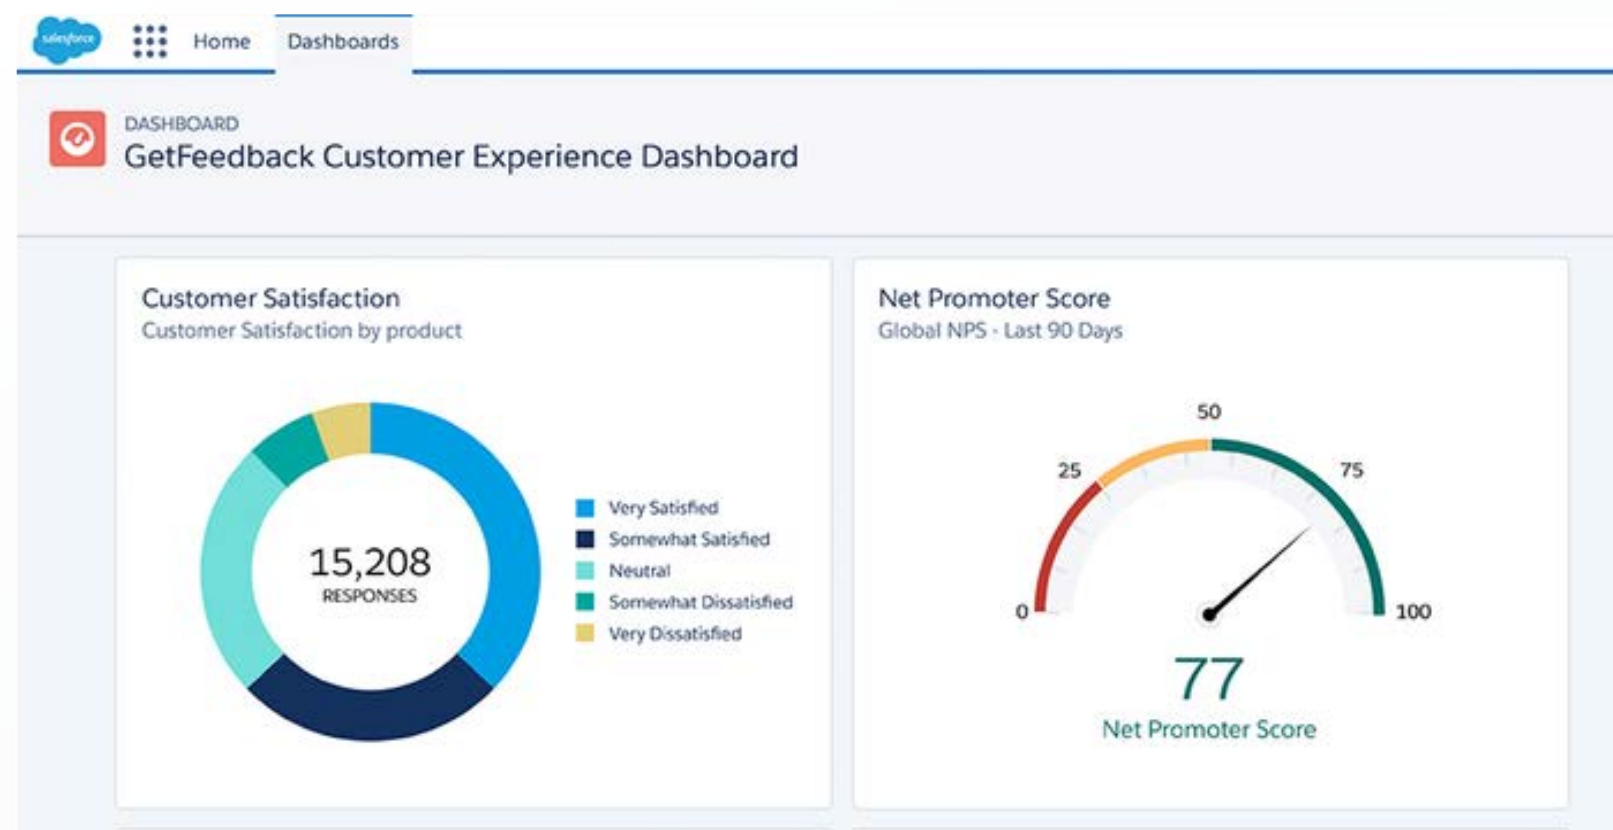 salesforce
Home
Dashboards
DASHBOARD
GetFeedback Customer Experience Dashboard
Customer Satisfaction
Customer Satisfaction by product
15,208
RESPONSES
Very Satisfied
Somewhat Satisfied
Neutral
Somewhat Dissatisfied
Very Dissatisfied
Net Promoter Score
Global NPS - Last 90 Days
0
25
50
75
100
77
Net Promoter Score